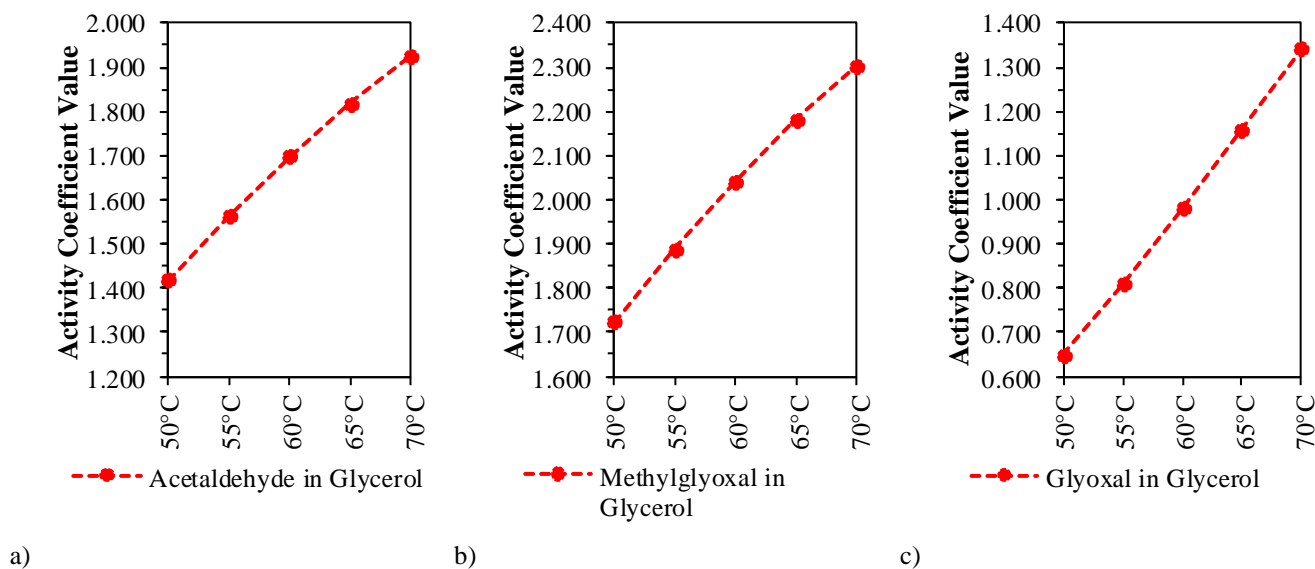 Activity Coefficient Value
2.000
1.900
1.800
1.700
1.600
1.500
1.400
1.300
1.200
50°C
55°C
60°C
65°C
70°C
Acetaldehyde in Glycerol
a)
Activity Coefficient Value
2.400
2.300
2.200
2.100
2.000
1.900
1.800
1.700
1.600
50°C
55°C
60°C
65°C
70°C
Methylglyoxal in
Glycerol
b)
Activity Coefficient Value
1.400
1.300
1.200
1.100
1.000
0.900
0.800
0.700
0.600
50°C
55°C
60°C
65°C
70°C
Glyoxal in Glycerol
c)